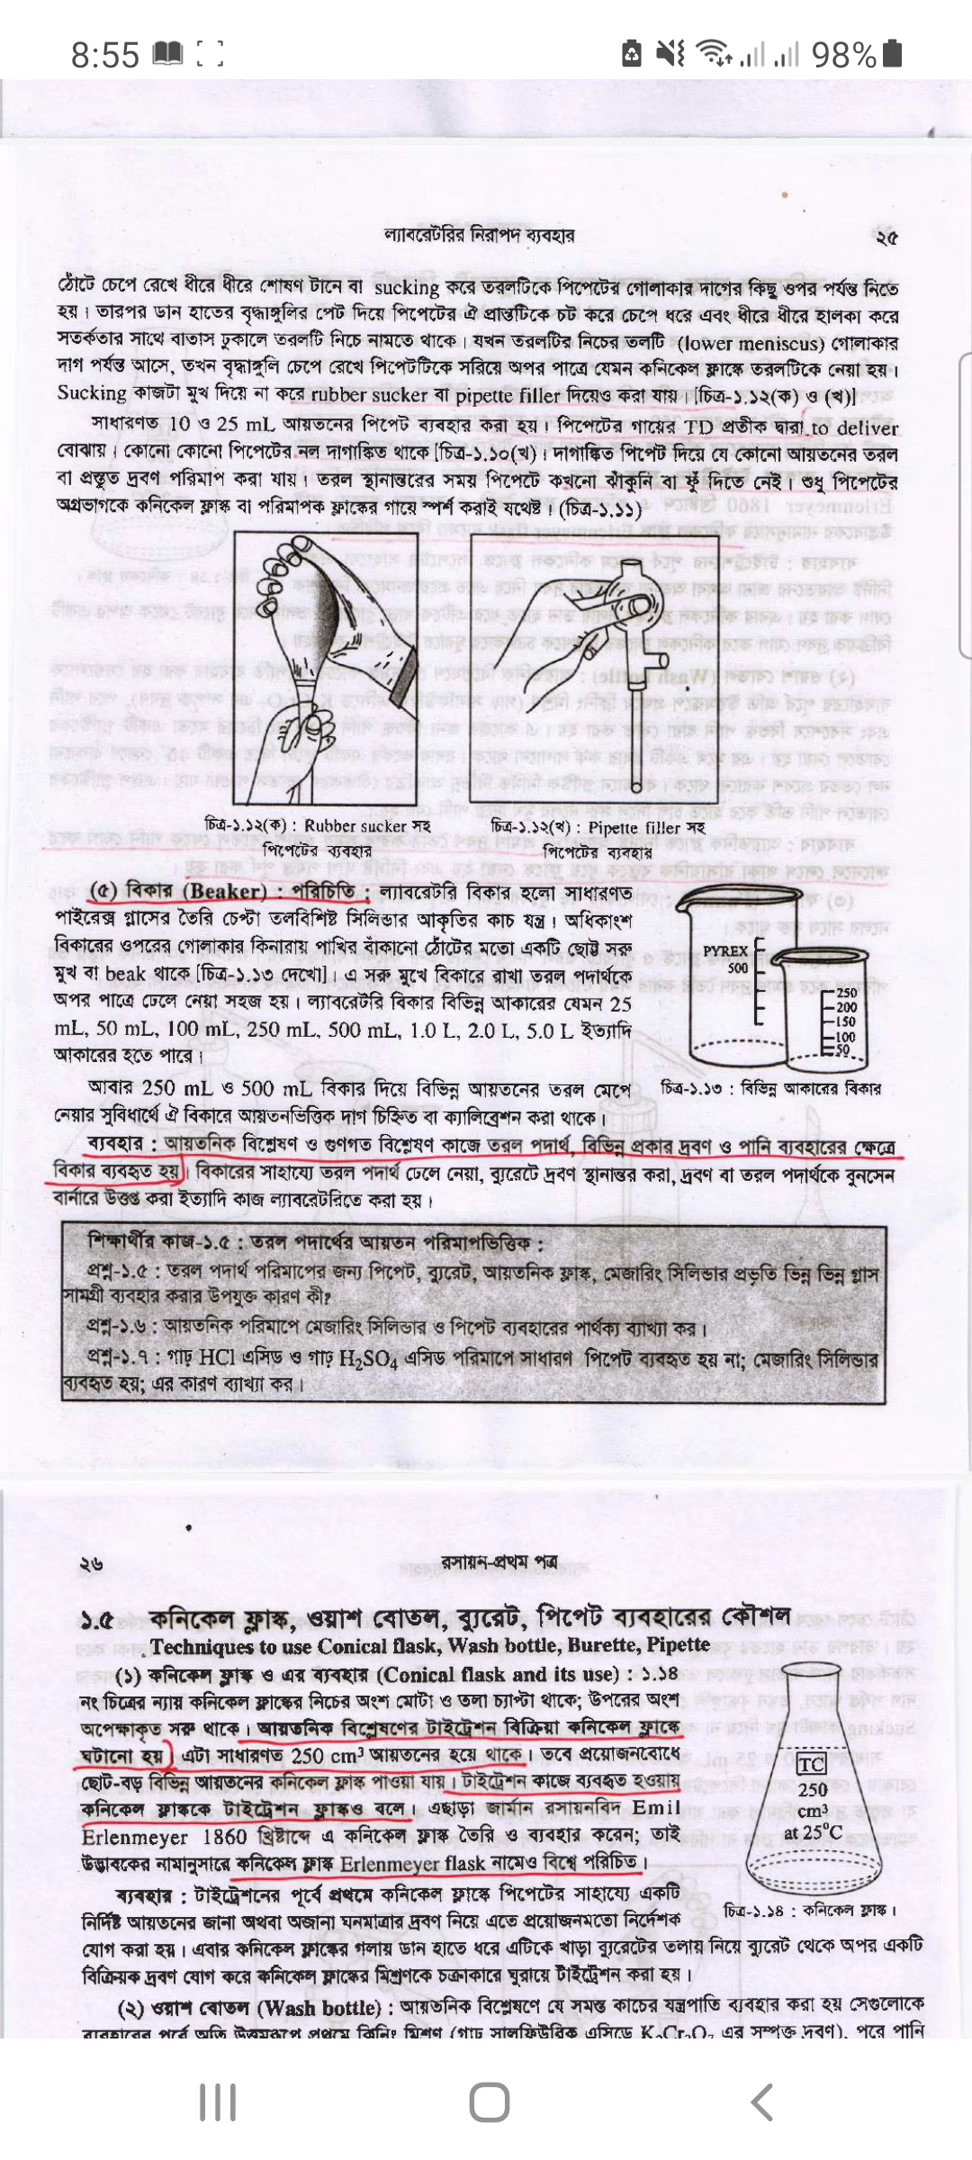 8:55
98%
ল্যাবরেটরির নিরাপদ ব্যবহার
২৫
ঠোঁটে চেপে রেখে ধীরে ধীরে শোষণ টানে বা sucking করে তরলটিকে পিপেটের গোলাকার দাগের কিছু ওপর পর্যন্ত নিতে
হয়। তারপর ডান হাতের বৃদ্ধাঙ্গুলির পেট দিয়ে পিপেটের ঐ প্রান্তটিকে চট করে চেপে ধরে এবং ধীরে ধীরে হালকা করে
সতর্কতার সাথে বাতাস ঢুকালে তরলটি নিচে নামতে থাকে। যখন তরলটির নিচের তলটি (lower meniscus) গোলাকার
দাগ পর্যন্ত আসে, তখন বৃদ্ধাঙ্গুলি চেপে রেখে পিপেটটিকে সরিয়ে অপর পাত্রে যেমন কনিকেল ফ্লাস্কে তরলটিকে নেয়া হয়।
Sucking কাজটা মুখ দিয়ে না করে rubber sucker বা pipette filler দিয়েও করা যায়। [চিত্র-১.১২(ক) ও (খ)]
সাধারণত 10 ও 25 mL আয়তনের পিপেট ব্যবহার করা হয়। পিপেটের গায়ের TD প্রতীক দ্বারা to deliver
বোঝায়। কোনো কোনো পিপেটের নল দাগাঙ্কিত থাকে [চিত্র-১.১০(খ)। দাগাঙ্কিত পিপেট দিয়ে যে কোনো আয়তনের তরল
বা প্রস্তুত দ্রবণ পরিমাপ করা যায়। তরল স্থানান্তরের সময় পিপেটে কখনো ঝাঁকুনি বা ফুঁ দিতে নেই। শুধু পিপেটের
অগ্রভাগকে কনিকেল ফ্লাস্ক বা পরিমাপক ফ্লাস্কের গায়ে স্পর্শ করাই যথেষ্ট। (চিত্র-১.১১)
চিত্র-১.১২(ক) : Rubber sucker সহ
পিপেটের ব্যবহার
চিত্র-১.১২(খ) : Pipette filler সহ
পিপেটের ব্যবহার
(৫) বিকার (Beaker) : পরিচিতি : ল্যাবরেটরি বিকার হলো সাধারণত
পাইরেক্স গ্লাসের তৈরি চেপ্টা তলবিশিষ্ট সিলিন্ডার আকৃতির কাচ যন্ত্র। অধিকাংশ
বিকারের ওপরের গোলাকার কিনারায় পাখির বাঁকানো ঠোঁটের মতো একটি ছোট্ট সরু
মুখ বা beak থাকে [চিত্র-১.১৩ দেখো]। এ সরু মুখে বিকারে রাখা তরল পদার্থকে
অপর পাত্রে ঢেলে নেয়া সহজ হয়। ল্যাবরেটরি বিকার বিভিন্ন আকারের যেমন 25
mL, 50 mL, 100 mL, 250 mL, 500 mL, 1.0 L, 2.0 L, 5.0 L ইত্যাদি
আকারের হতে পারে।
PYREX
500
250
200
150
100
50
চিত্র-১.১৩ : বিভিন্ন আকারের বিকার
আবার 250 mL ও 500 mL বিকার দিয়ে বিভিন্ন আয়তনের তরল মেপে
নেয়ার সুবিধার্থে ঐ বিকারে আয়তনভিত্তিক দাগ চিহ্নিত বা ক্যালিব্রেশন করা থাকে।
ব্যবহার : আয়তনিক বিশ্লেষণ ও গুণগত বিশ্লেষণ কাজে তরল পদার্থ, বিভিন্ন প্রকার দ্রবণ ও পানি ব্যবহারের ক্ষেত্রে
বিকার ব্যবহৃত হয়। বিকারের সাহায্যে তরল পদার্থ ঢেলে নেয়া, ব্যুরেটে দ্রবণ স্থানান্তর করা, দ্রবণ বা তরল পদার্থকে বুনসেন
বার্নারে উত্তপ্ত করা ইত্যাদি কাজ ল্যাবরেটরিতে করা হয়।
শিক্ষার্থীর কাজ-১.৫ : তরল পদার্থের আয়তন পরিমাপভিত্তিক :
প্রশ্ন-১.৫ : তরল পদার্থ পরিমাপের জন্য পিপেট, ব্যুরেট, আয়তনিক ফ্লাস্ক, মেজারিং সিলিন্ডার প্রভৃতি ভিন্ন ভিন্ন গ্লাস
সামগ্রী ব্যবহার করার উপযুক্ত কারণ কী?
প্রশ্ন-১.৬ : আয়তনিক পরিমাপে মেজারিং সিলিন্ডার ও পিপেট ব্যবহারের পার্থক্য ব্যাখ্যা কর।
প্রশ্ন-১.৭ : গাঢ় HCl এসিড ও গাঢ় H₂SO₄ এসিড পরিমাপে সাধারণ পিপেট ব্যবহৃত হয় না; মেজারিং সিলিন্ডার
ব্যবহৃত হয়; এর কারণ ব্যাখ্যা কর।
২৬
রসায়ন-প্রথম পত্র
১.৫ কনিকেল ফ্লাস্ক, ওয়াশ বোতল, ব্যুরেট, পিপেট ব্যবহারের কৌশল
Techniques to use Conical flask, Wash bottle, Burette, Pipette
(১) কনিকেল ফ্লাস্ক ও এর ব্যবহার (Conical flask and its use) : ১.১৪
নং চিত্রের ন্যায় কনিকেল ফ্লাস্কের নিচের অংশ মোটা ও তলা চ্যাপ্টা থাকে; উপরের অংশ
অপেক্ষাকৃত সরু থাকে। আয়তনিক বিশ্লেষণের টাইট্রেশন বিক্রিয়া কনিকেল ফ্লাস্কে
ঘটানো হয়। এটা সাধারণত 250 cm³ আয়তনের হয়ে থাকে। তবে প্রয়োজনবোধে
ছোট-বড় বিভিন্ন আয়তনের কনিকেল ফ্লাস্ক পাওয়া যায়। টাইট্রেশন কাজে ব্যবহৃত হওয়ায়
কনিকেল ফ্লাস্ককে টাইট্রেশন ফ্লাস্কও বলে। এছাড়া জার্মান রসায়নবিদ Emil
Erlenmeyer 1860 খ্রিষ্টাব্দে এ কনিকেল ফ্লাস্ক তৈরি ও ব্যবহার করেন; তাই
উদ্ভাবকের নামানুসারে কনিকেল ফ্লাস্ক Erlenmeyer flask নামেও বিশ্বে পরিচিত।
TC
250
cm³
at 25°C
চিত্র-১.১৪ : কনিকেল ফ্লাস্ক।
ব্যবহার : টাইট্রেশনের পূর্বে প্রথমে কনিকেল ফ্লাস্কে পিপেটের সাহায্যে একটি
নির্দিষ্ট আয়তনের জানা অথবা অজানা ঘনমাত্রার দ্রবণ নিয়ে এতে প্রয়োজনমতো নির্দেশক
যোগ করা হয়। এবার কনিকেল ফ্লাস্কের গলায় ডান হাতে ধরে এটিকে খাড়া ব্যুরেটের তলায় নিয়ে ব্যুরেট থেকে অপর একটি
বিক্রিয়ক দ্রবণ যোগ করে কনিকেল ফ্লাস্কের মিশ্রণকে চক্রাকারে ঘুরায়ে টাইট্রেশন করা হয়।
(২) ওয়াশ বোতল (Wash bottle) : আয়তনিক বিশ্লেষণে যে সমস্ত কাচের যন্ত্রপাতি ব্যবহার করা হয় সেগুলোকে
ব্যবহারের পূর্বে অতি উত্তমরূপে প্রথমে ক্লিনিং মিশ্রণ (গাঢ় সালফিউরিক এসিডে K₂Cr₂O₇ এর সম্পৃক্ত দ্রবণ), পরে পানি